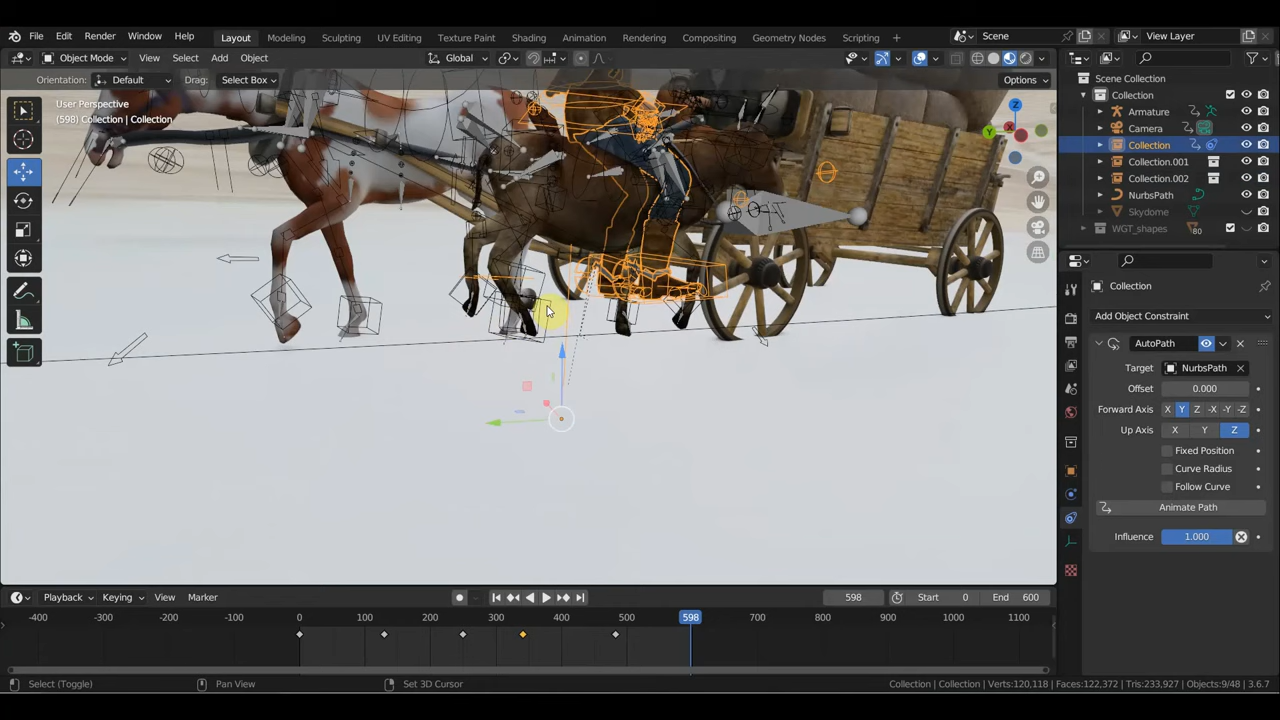 File Edit Render Window Help Layout Modeling Sculpting UV Editing Texture Paint Shading Animation Rendering Compositing Geometry Nodes Scripting + Scene View Layer
Object Mode View Select Add Object Global Options
Orientation: Default Drag: Select Box
User Perspective
(598) Collection | Collection
Z
Y
X
Scene Collection
Collection
Armature
Camera
Collection
Collection.001
Collection.002
NurbsPath
Skydome
WGT_shapes 80
Collection
Add Object Constraint
AutoPath
Target NurbsPath
Offset 0.000
Forward Axis X Y Z -X -Y -Z
Up Axis X Y Z
Fixed Position
Curve Radius
Follow Curve
Animate Path
Influence 1.000
Playback Keying View Marker 598 Start 0 End 600
-400 -300 -200 -100 0 100 200 300 400 500 598 700 800 900 1000 1100
Select (Toggle) Pan View Set 3D Cursor Collection | Collection | Verts:120,118 | Faces:122,372 | Tris:233,927 | Objects:9/48 | 3.6.7